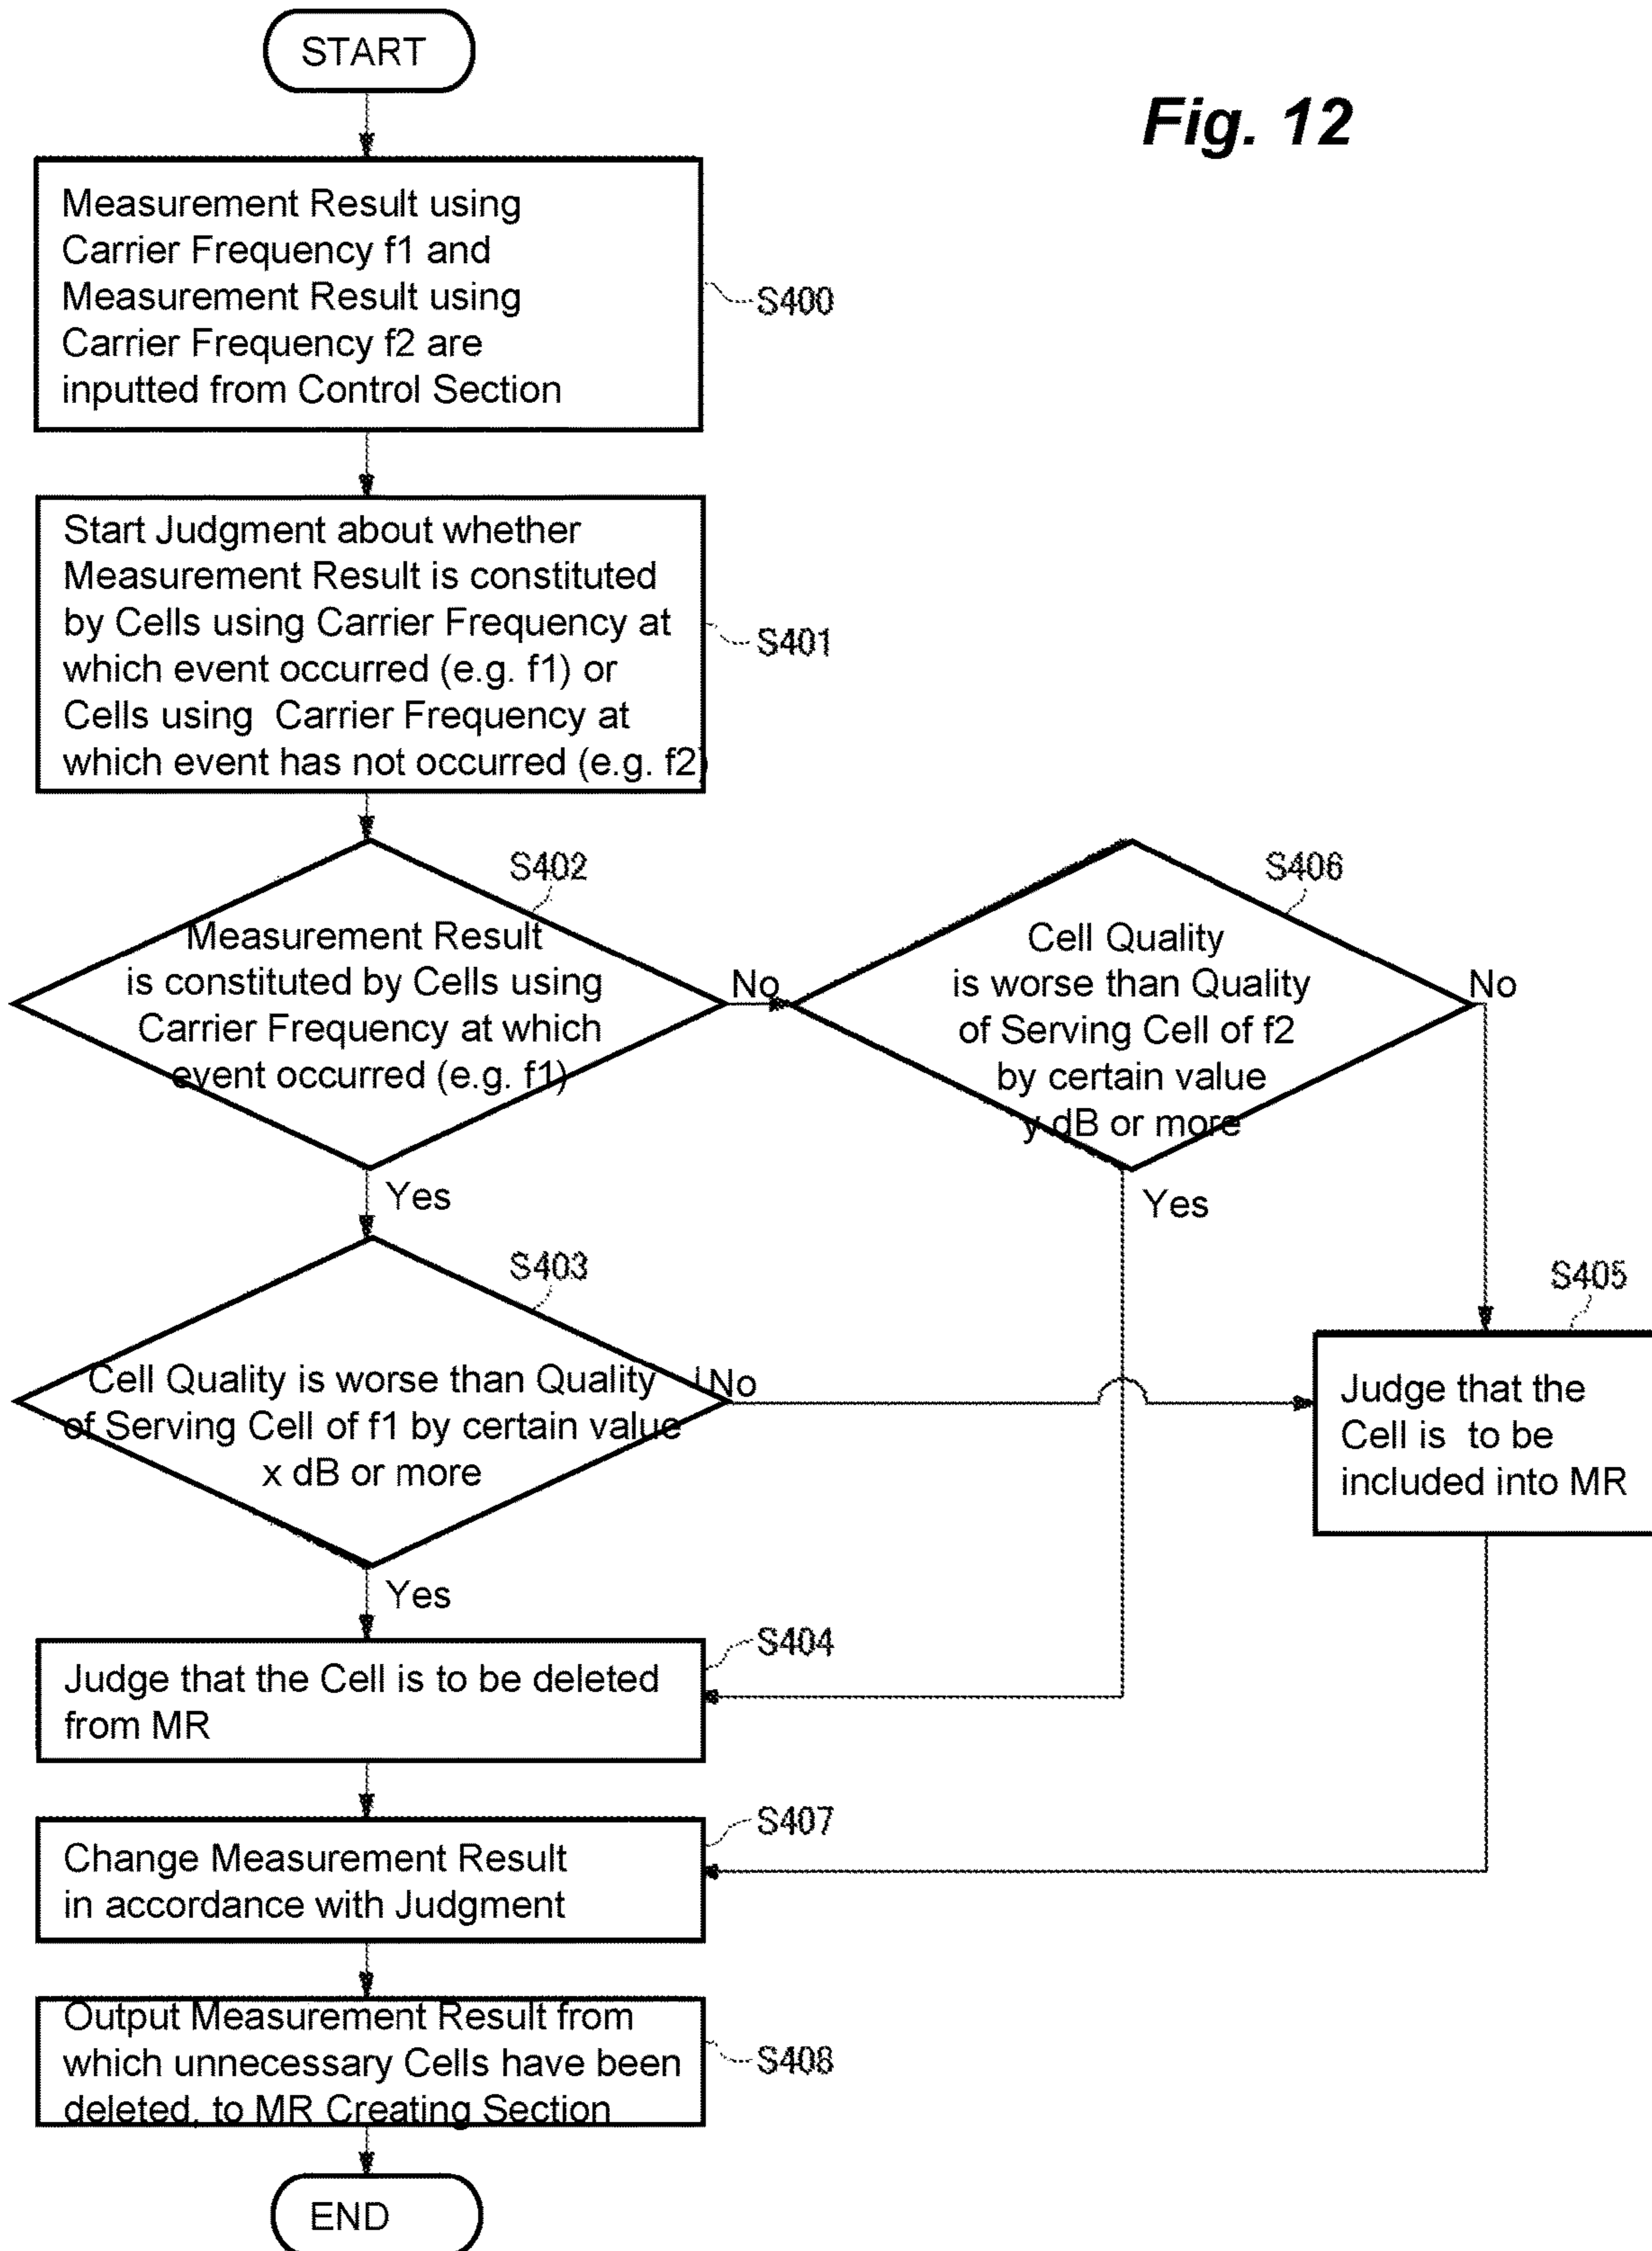 START
Fig. 12
Measurement Result using
Carrier Frequency f1 and
Measurement Result using
Carrier Frequency f2 are
inputted from Control Section
S400
Start Judgment about whether
Measurement Result is constituted
by Cells using Carrier Frequency at
which event occurred (e.g. f1) or
Cells using Carrier Frequency at
which event has not occurred (e.g. f2)
S401
S402
Measurement Result
is constituted by Cells using
Carrier Frequency at which
event occurred (e.g. f1)
No
Yes
S406
Cell Quality
is worse than Quality
of Serving Cell of f2
by certain value
y dB or more
No
Yes
S403
Cell Quality is worse than Quality
of Serving Cell of f1 by certain value
x dB or more
No
Yes
S405
Judge that the
Cell is to be
included into MR
S404
Judge that the Cell is to be deleted
from MR
S407
Change Measurement Result
in accordance with Judgment
Output Measurement Result from
which unnecessary Cells have been
deleted, to MR Creating Section
S408
END